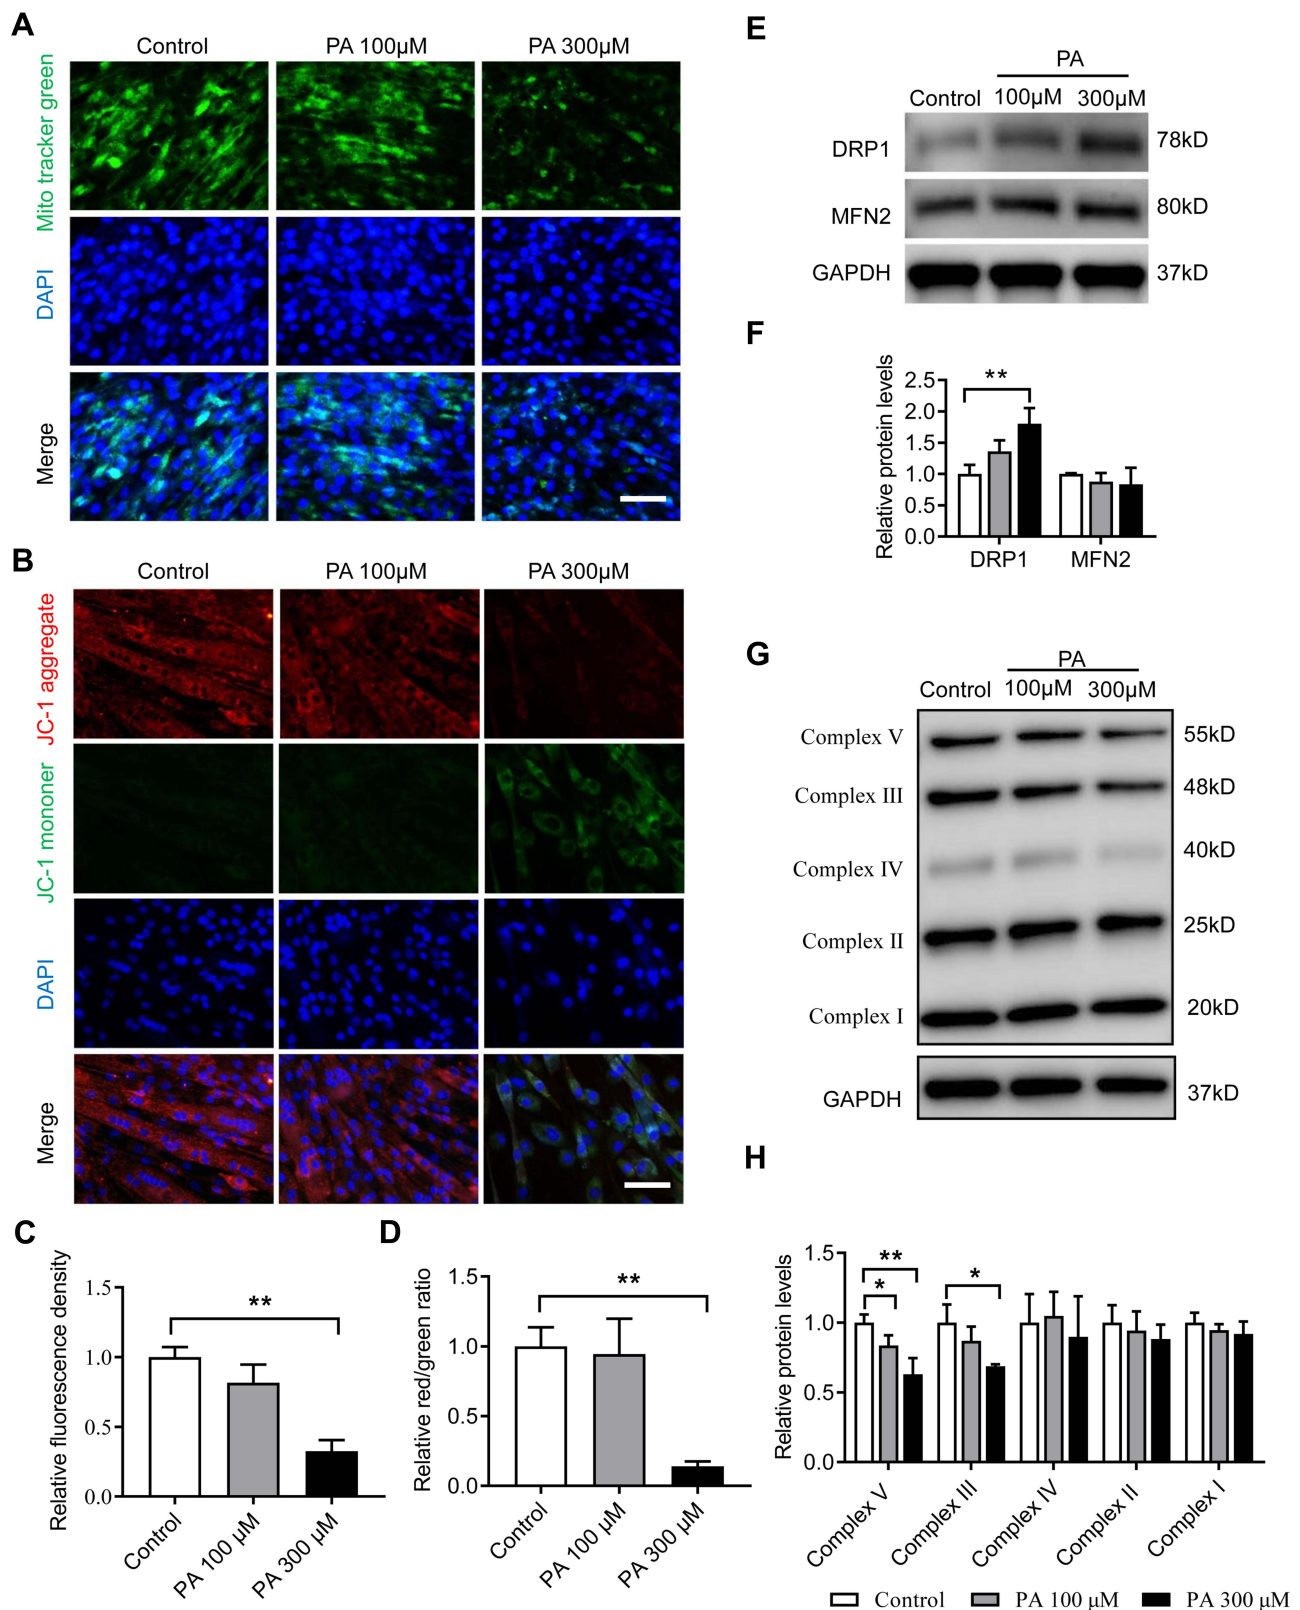 A
Control PA 100µM PA 300µM
Mito tracker green
DAPI
Merge
B
Control PA 100µM PA 300µM
JC-1 aggregate
JC-1 mononer
DAPI
Merge
C
Relative fluorescence density
1.5
1.0
0.5
0.0
**
Control
PA 100 µM
PA 300 µM
D
Relative red/green ratio
1.5
1.0
0.5
0.0
**
Control
PA 100 µM
PA 300 µM
E
PA
Control 100µM 300µM
DRP1 78kD
MFN2 80kD
GAPDH 37kD
F
Relative protein levels
2.5
2.0
1.5
1.0
0.5
0.0
**
DRP1 MFN2
G
PA
Control 100µM 300µM
Complex V 55kD
Complex III 48kD
Complex IV 40kD
Complex II 25kD
Complex I 20kD
GAPDH 37kD
H
Relative protein levels
1.5
1.0
0.5
0.0
**
*
*
Complex V
Complex III
Complex IV
Complex II
Complex I
Control PA 100 µM PA 300 µM